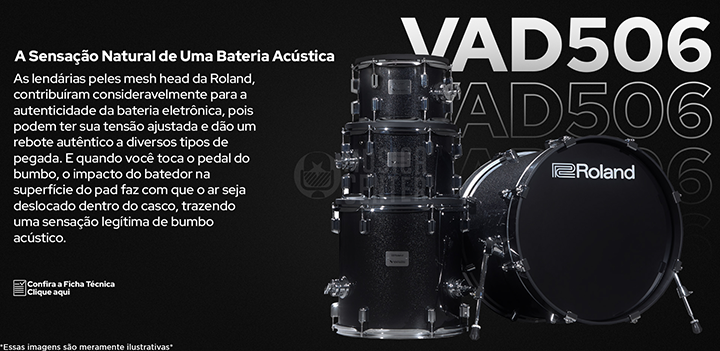 VAD506
VAD506
A Sensação Natural de Uma Bateria Acústica
As lendárias peles mesh head da Roland,
contribuíram consideravelmente para a
autenticidade da bateria eletrônica, pois
podem ter sua tensão ajustada e dão um
rebote autêntico a diversos tipos de
pegada. E quando você toca o pedal do
bumbo, o impacto do batedor na
superfície do pad faz com que o ar seja
deslocado dentro do casco, trazendo
uma sensação legítima de bumbo
acústico.
Roland
Confira a Ficha Técnica
Clique aqui
*Essas imagens são meramente ilustrativas*